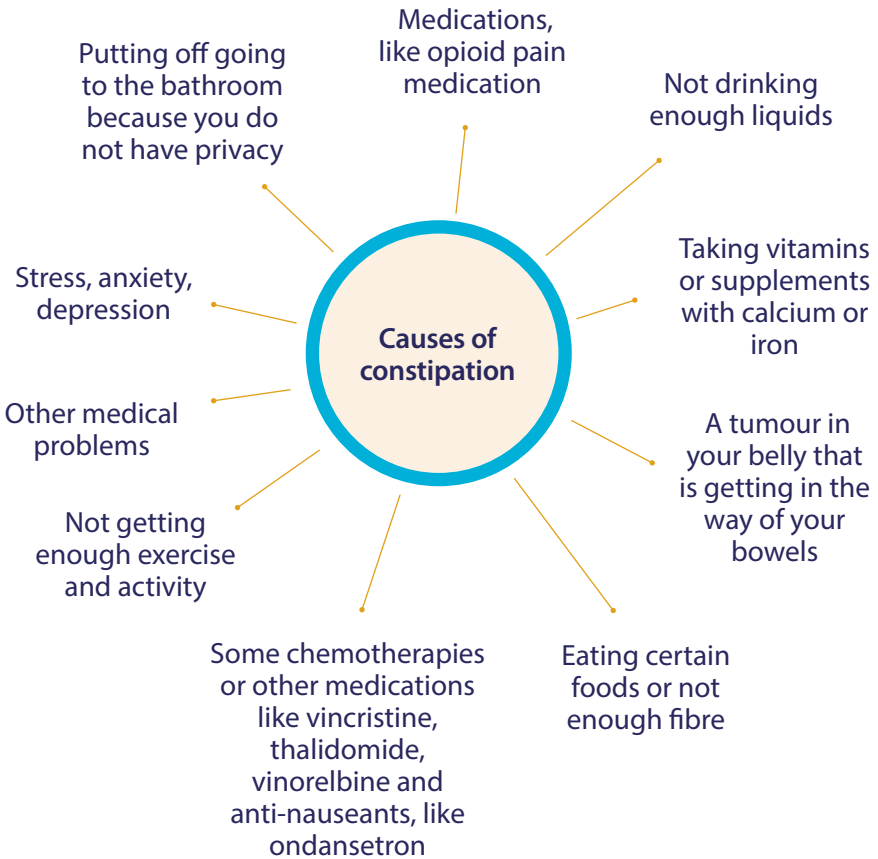 Causes of
constipation
Medications,
like opioid pain
medication
Not drinking
enough liquids
Taking vitamins
or supplements
with calcium or
iron
A tumour in
your belly that
is getting in the
way of your
bowels
Eating certain
foods or not
enough fibre
Some chemotherapies
or other medications
like vincristine,
thalidomide,
vinorelbine and
anti-nauseants, like
ondansetron
Not getting
enough exercise
and activity
Other medical
problems
Stress, anxiety,
depression
Putting off going
to the bathroom
because you do
not have privacy